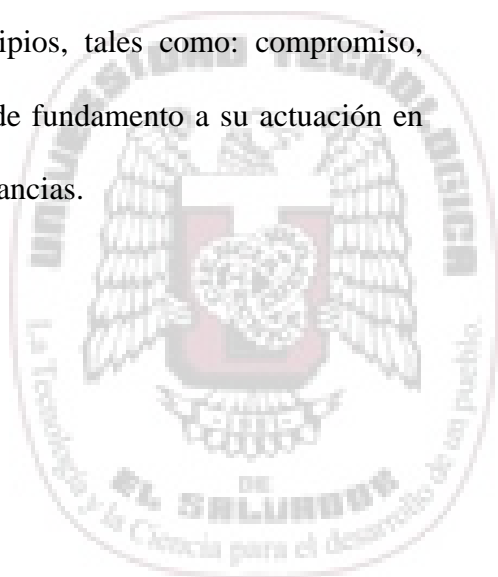 ipios, tales como: compromiso,
de fundamento a su actuación en
ancias.
UNIVERSIDAD TECNOLOGICA
La Tecnología y la Ciencia para el desarrollo de un pueblo.
DE
EL SALVADOR